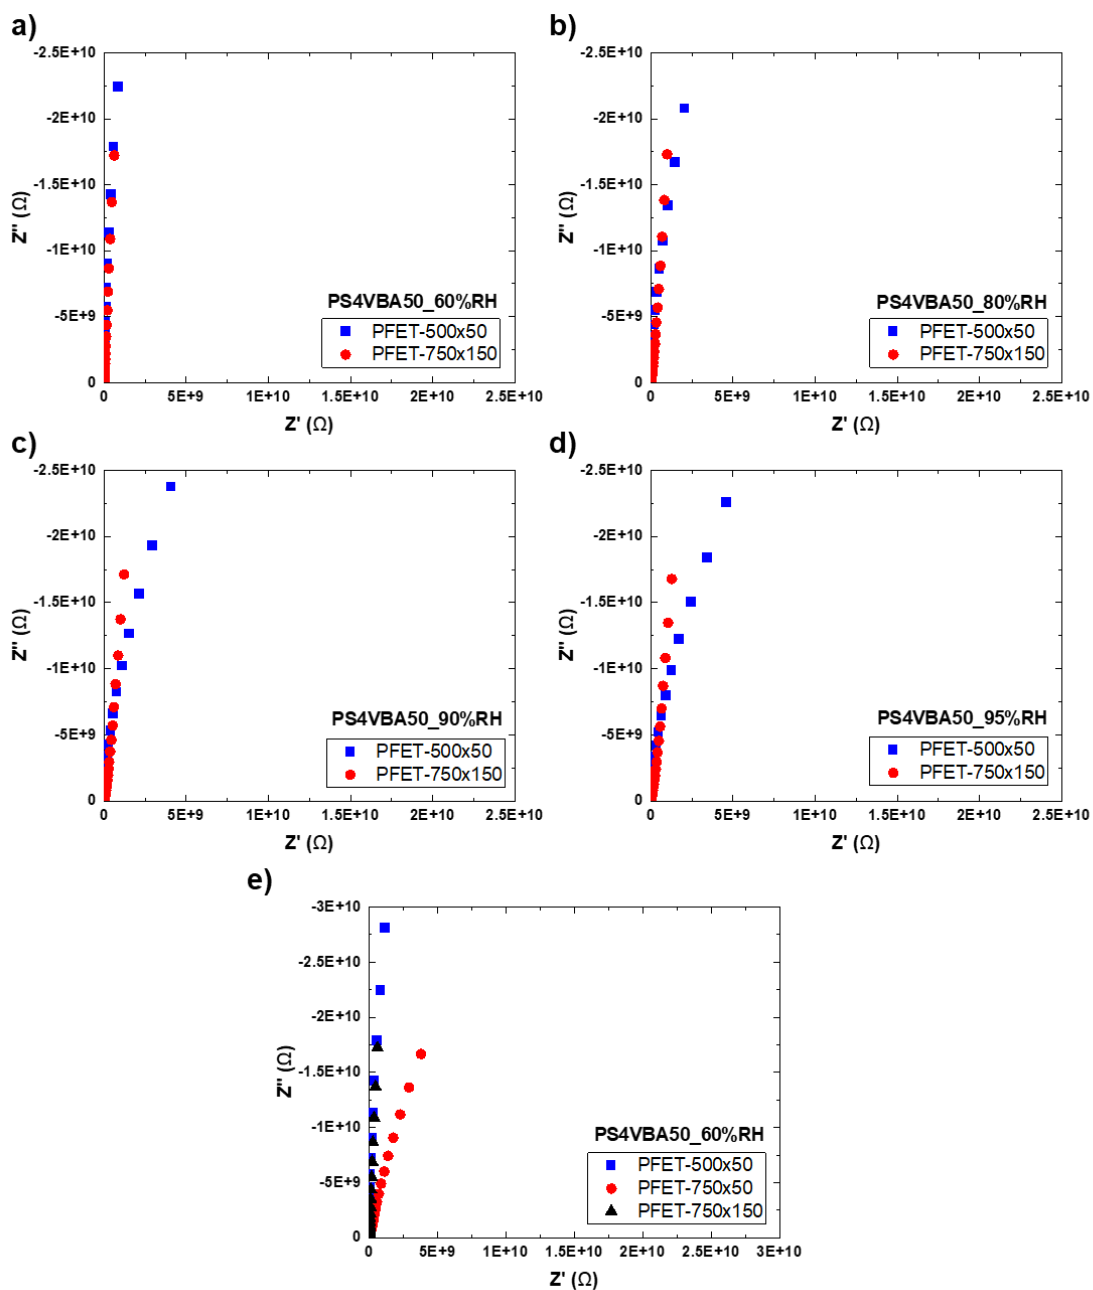 a)
-2.5E+10
-2E+10
-1.5E+10
-1E+10
-5E+9
0
Z'' (Ω)
PS4VBA50_60%RH
PFET-500x50
PFET-750x150
0 5E+9 1E+10 1.5E+10 2E+10 2.5E+10
Z' (Ω)
b)
-2.5E+10
-2E+10
-1.5E+10
-1E+10
-5E+9
0
Z'' (Ω)
PS4VBA50_80%RH
PFET-500x50
PFET-750x150
0 5E+9 1E+10 1.5E+10 2E+10 2.5E+10
Z' (Ω)
c)
-2.5E+10
-2E+10
-1.5E+10
-1E+10
-5E+9
0
Z'' (Ω)
PS4VBA50_90%RH
PFET-500x50
PFET-750x150
0 5E+9 1E+10 1.5E+10 2E+10 2.5E+10
Z' (Ω)
d)
-2.5E+10
-2E+10
-1.5E+10
-1E+10
-5E+9
0
Z'' (Ω)
PS4VBA50_95%RH
PFET-500x50
PFET-750x150
0 5E+9 1E+10 1.5E+10 2E+10 2.5E+10
Z' (Ω)
e)
-3E+10
-2.5E+10
-2E+10
-1.5E+10
-1E+10
-5E+9
0
Z'' (Ω)
PS4VBA50_60%RH
PFET-500x50
PFET-750x50
PFET-750x150
0 5E+9 1E+10 1.5E+10 2E+10 2.5E+10 3E+10
Z' (Ω)